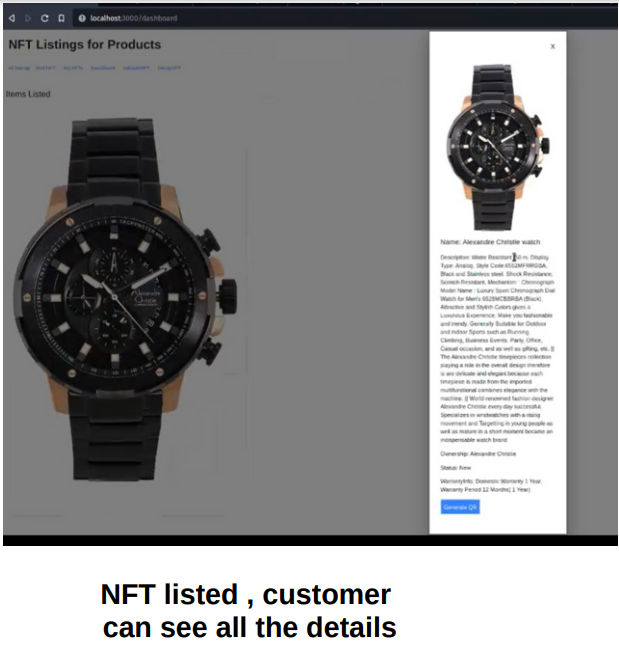 localhost:3000/dashboard
NFT Listings for Products
Items Listed
x
Name: Alexandre Christie watch
Description: Water Resistant 50 m. Display
Type: Analog, Style Code:
Black and Stainless steel, Shock Resistance,
Scratch Resistant, Mechanism : Chronograph
Model Name : Luxury Sport Chronograph Dial
Watch for Men's (Black)
Attractive and Stylish Colors gives a
Luxurious Experience. Make you fashionable
and trendy. Generally Suitable for Outdoor
and Indoor Sports such as Running
Climbing, Business Events, Party, Office,
Casual occasion, and as well as gifting, etc. ||
The Alexandre Christie timepieces collection
playing a role in the overall design therefore
is are delicate and elegant because each
timepiece is made from the imported
multifunctional combines elegance with the
machine. || World renowned fashion designer
Alexandre Christie every day successful,
Specializes in wristwatches with a rising
movement and Targetting in young people as
well as mature in a short moment became an
indispensable watch brand
Ownership: Alexandre Christie
Status: New
WarrantyInfo: Domestic Warranty 1 Year,
Warranty Period 12 Months( 1 Year)
Generate QR
TACHYMETER
Alexandre
Christie
NFT listed , customer
can see all the details